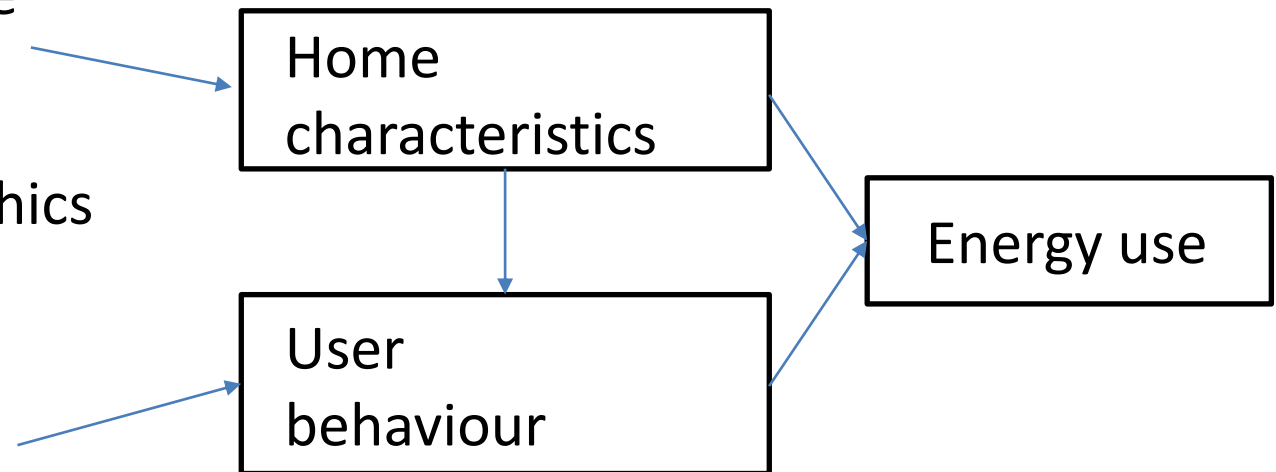 Home
characteristics
hics
Energy use
User
behaviour